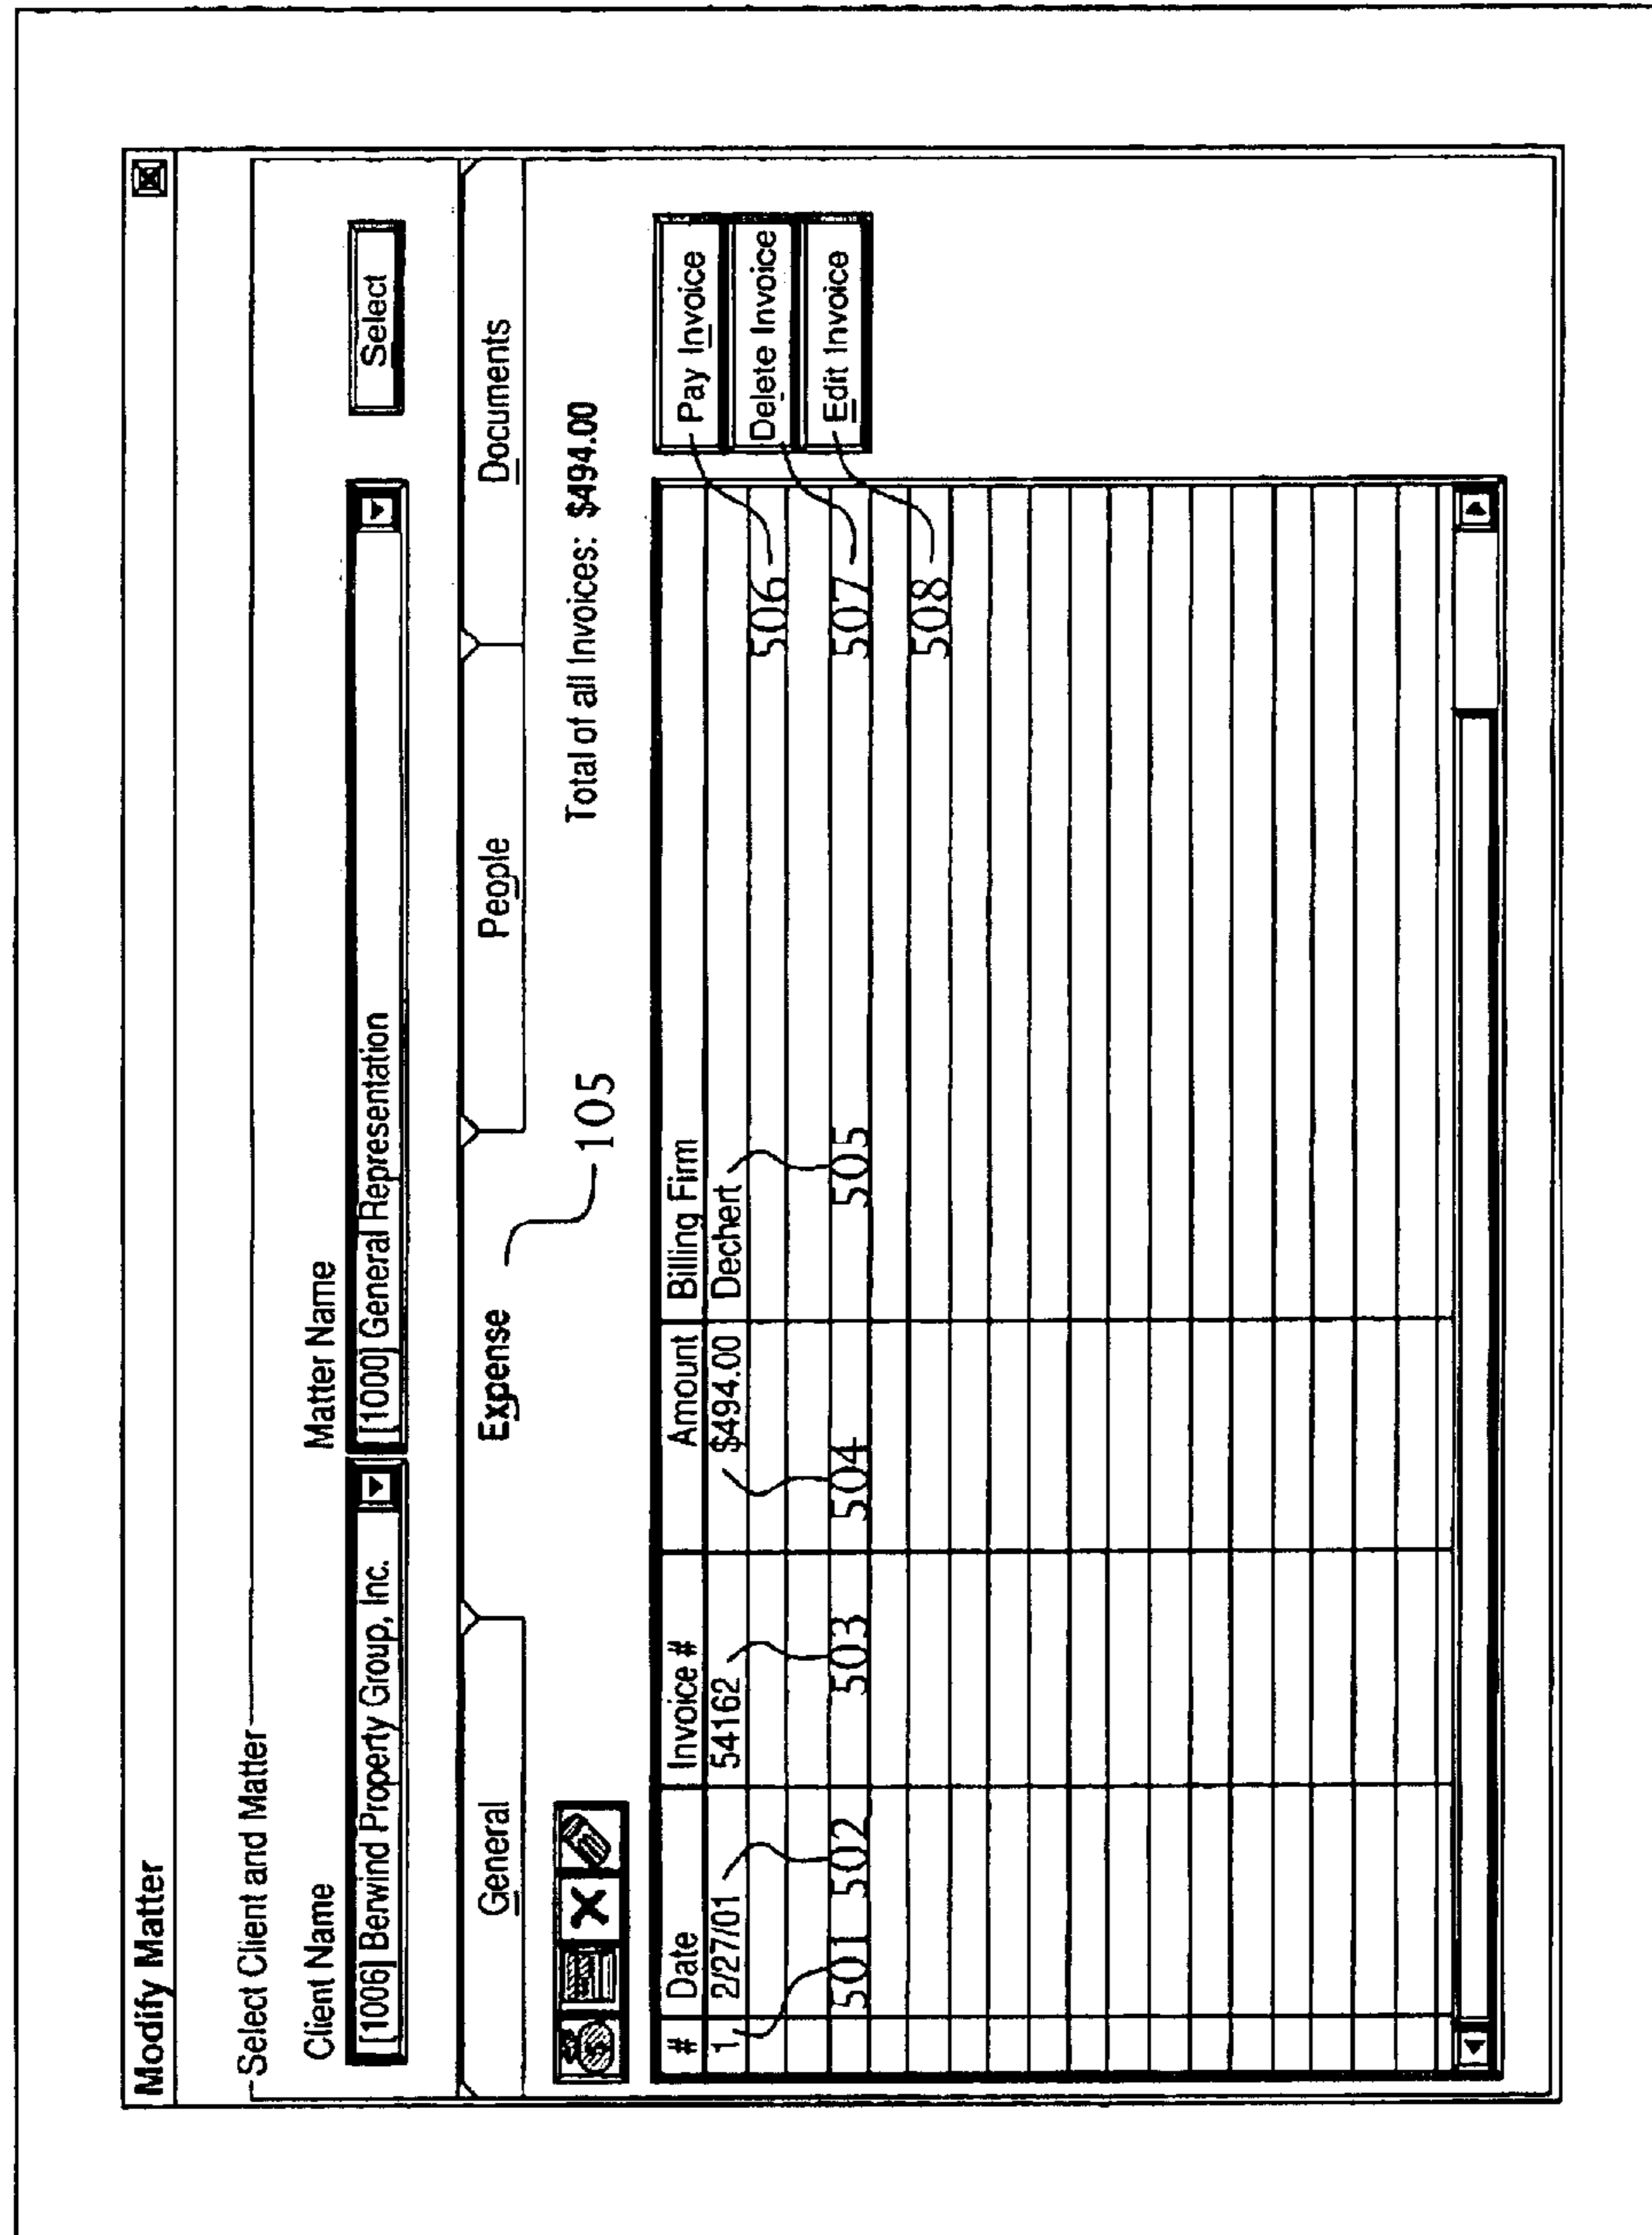 Modify Matter
Select Client and Matter
Client Name Matter Name
[1006] Berwind Property Group, Inc. [1000] General Representation Select
General Expense People Documents
105
Total of all Invoices: $494.00
# Date Invoice # Amount Billing Firm
1 2/27/01 54162 $494.00 Dechert
501 502 503 504 505
506 507 508
Pay Invoice
Delete Invoice
Edit Invoice